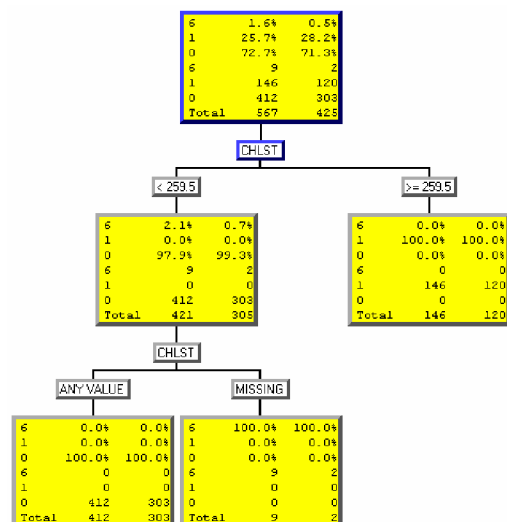 6 1.6% 0.5%
1 25.7% 28.2%
0 72.7% 71.3%
6 9 2
1 146 120
0 412 303
Total 567 425
CHLST
< 259.5
>= 259.5
6 2.1% 0.7%
1 0.0% 0.0%
0 97.9% 99.3%
6 9 2
1 0 0
0 412 303
Total 421 305
6 0.0% 0.0%
1 100.0% 100.0%
0 0.0% 0.0%
6 0 0
1 146 120
0 0 0
Total 146 120
CHLST
ANY VALUE
MISSING
6 0.0% 0.0%
1 0.0% 0.0%
0 100.0% 100.0%
6 0 0
1 0 0
0 412 303
Total 412 303
6 100.0% 100.0%
1 0.0% 0.0%
0 0.0% 0.0%
6 9 2
1 0 0
0 0 0
Total 9 2